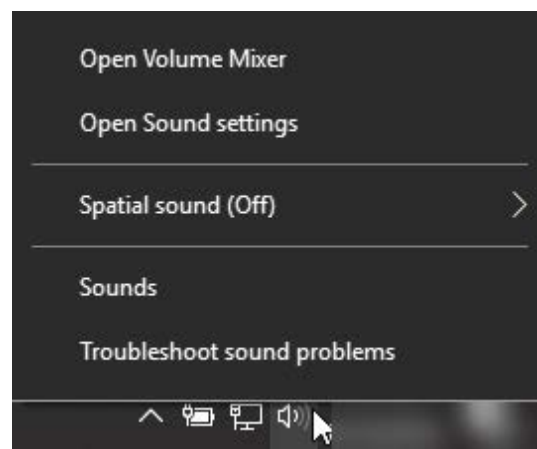 Open Volume Mixer
Open Sound settings
Spatial sound (Off)
Sounds
Troubleshoot sound problems